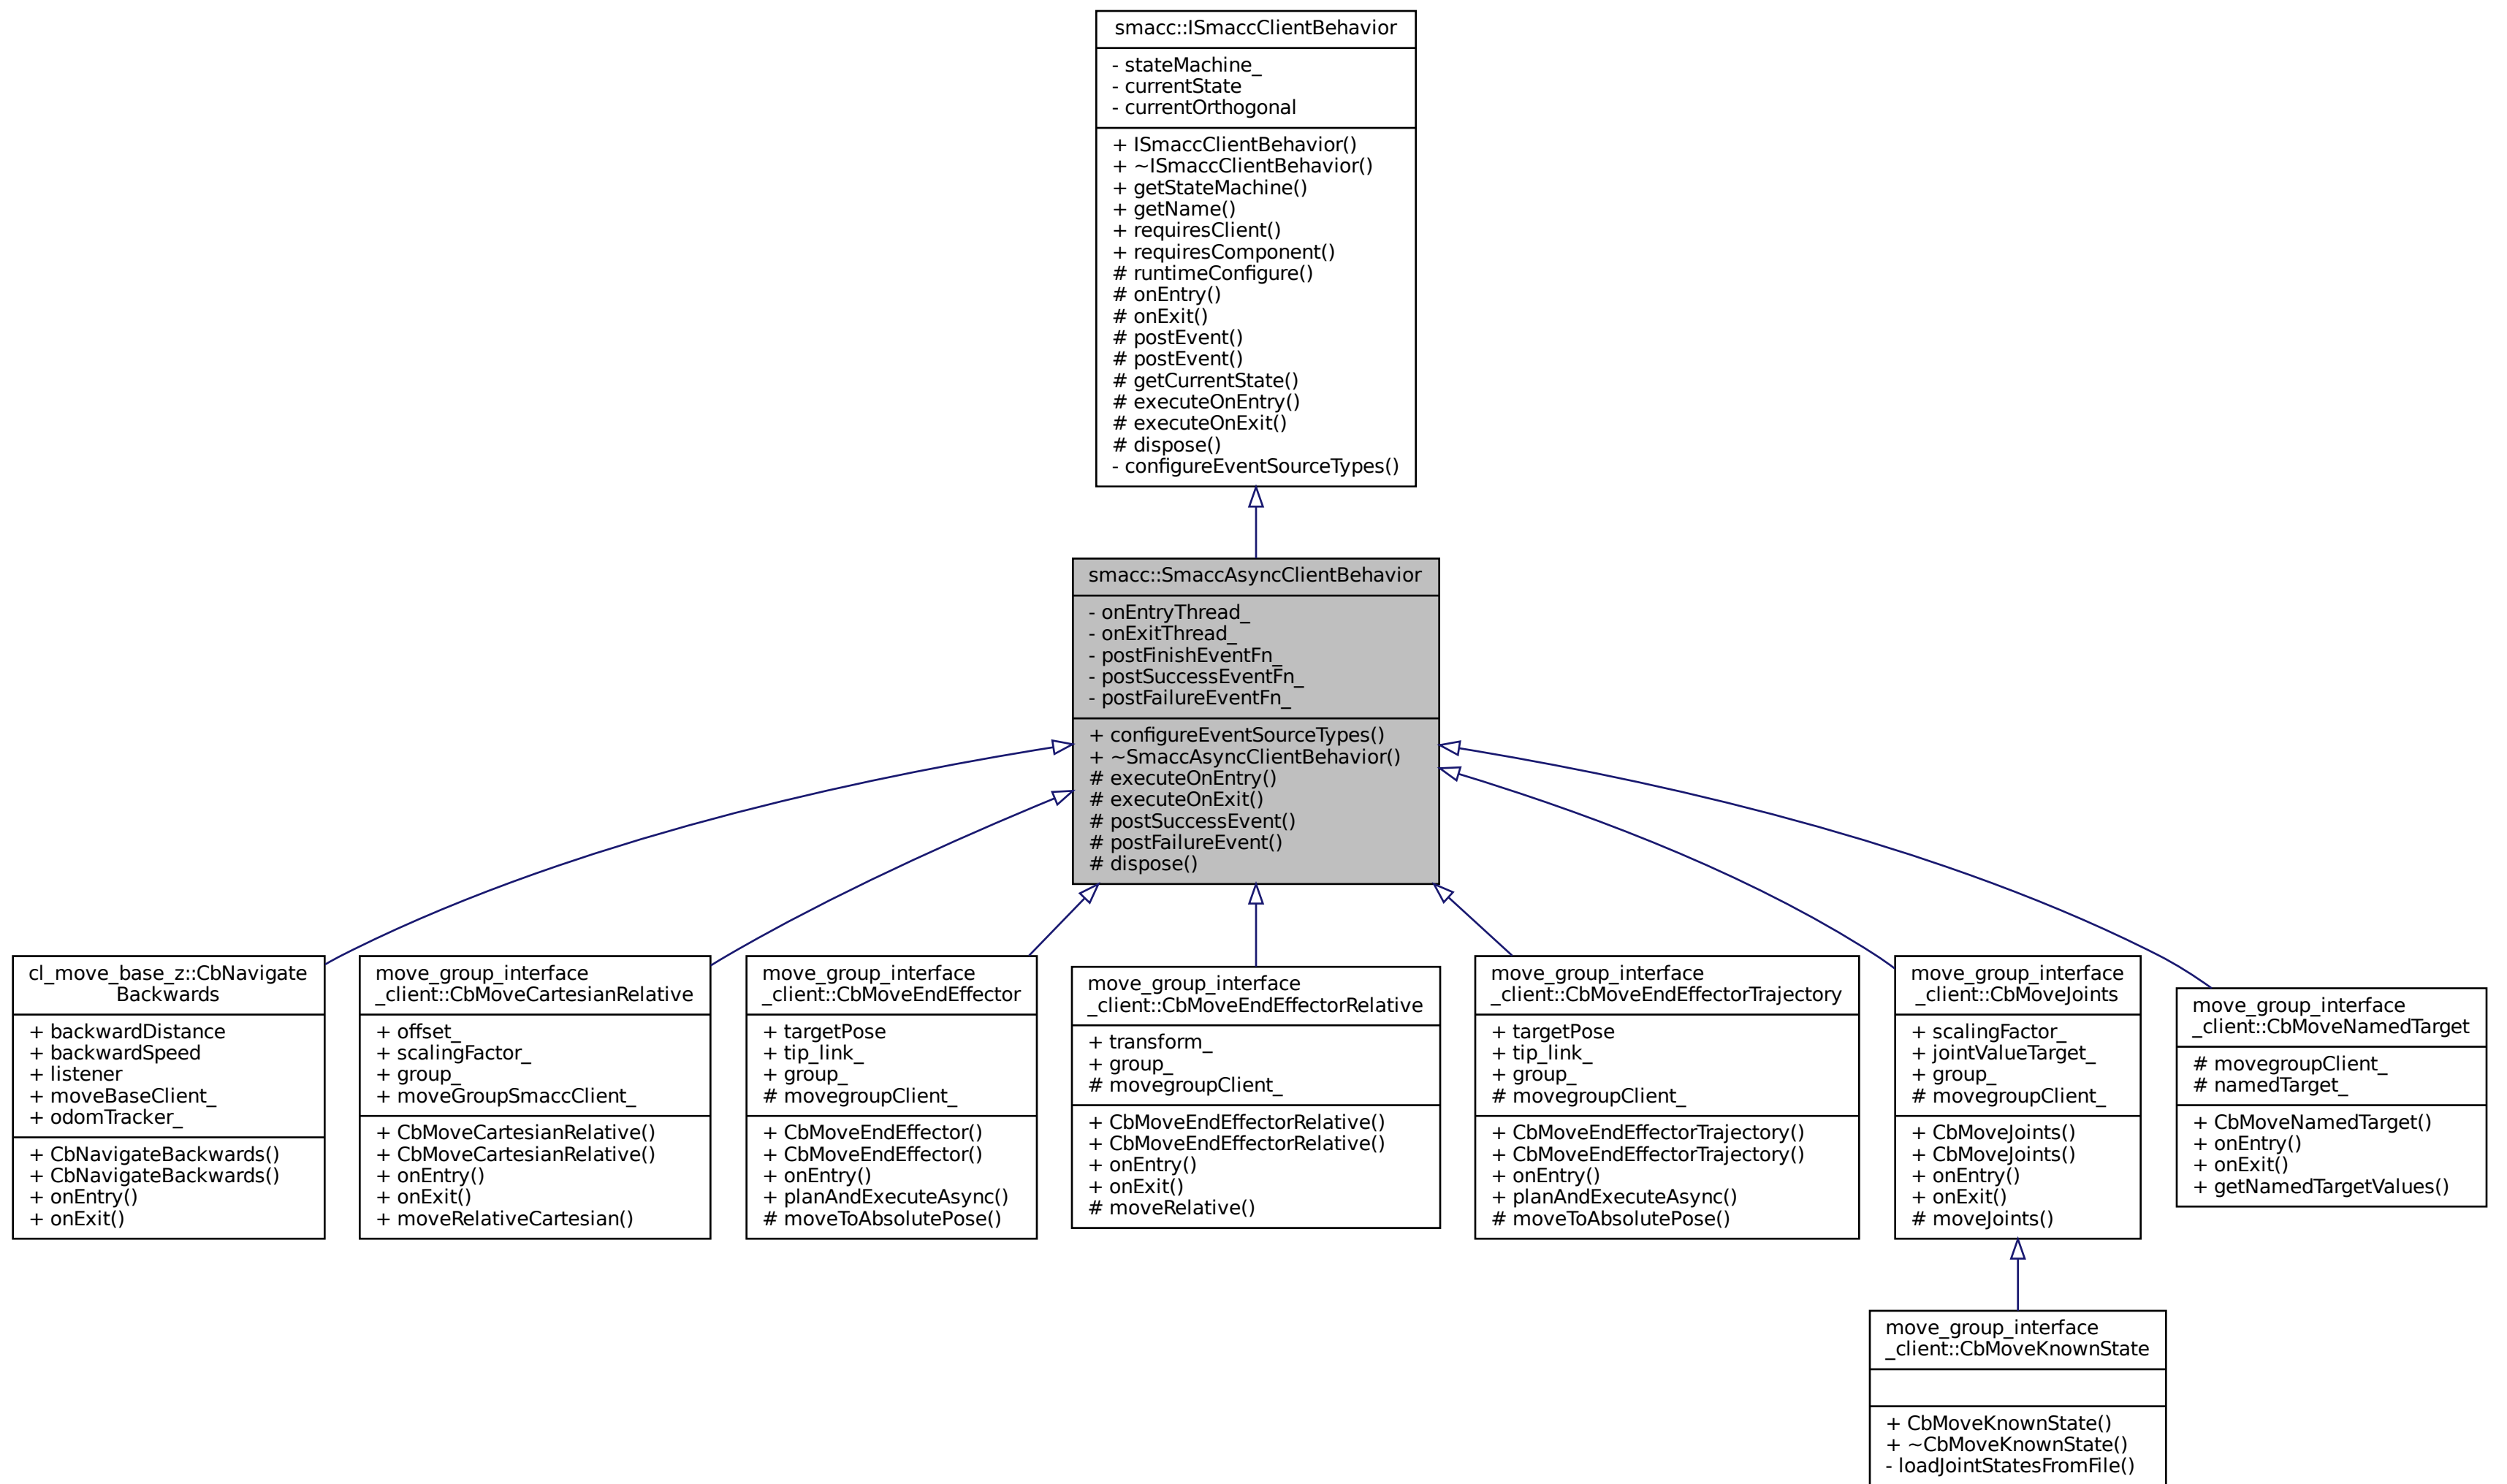 smacc::ISmaccClientBehavior
- stateMachine_
- currentState
- currentOrthogonal
+ ISmaccClientBehavior()
+ ~ISmaccClientBehavior()
+ getStateMachine()
+ getName()
+ requiresClient()
+ requiresComponent()
# runtimeConfigure()
# onEntry()
# onExit()
# postEvent()
# postEvent()
# getCurrentState()
# executeOnEntry()
# executeOnExit()
# dispose()
- configureEventSourceTypes()
smacc::SmaccAsyncClientBehavior
- onEntryThread_
- onExitThread_
- postFinishEventFn_
- postSuccessEventFn_
- postFailureEventFn_
+ configureEventSourceTypes()
+ ~SmaccAsyncClientBehavior()
# executeOnEntry()
# executeOnExit()
# postSuccessEvent()
# postFailureEvent()
# dispose()
cl_move_base_z::CbNavigate
Backwards
+ backwardDistance
+ backwardSpeed
+ listener
+ moveBaseClient_
+ odomTracker_
+ CbNavigateBackwards()
+ CbNavigateBackwards()
+ onEntry()
+ onExit()
move_group_interface
_client::CbMoveCartesianRelative
+ offset_
+ scalingFactor_
+ group_
+ moveGroupSmaccClient_
+ CbMoveCartesianRelative()
+ CbMoveCartesianRelative()
+ onEntry()
+ onExit()
+ moveRelativeCartesian()
move_group_interface
_client::CbMoveEndEffector
+ targetPose
+ tip_link_
+ group_
# movegroupClient_
+ CbMoveEndEffector()
+ CbMoveEndEffector()
+ onEntry()
+ planAndExecuteAsync()
# moveToAbsolutePose()
move_group_interface
_client::CbMoveEndEffectorRelative
+ transform_
+ group_
# movegroupClient_
+ CbMoveEndEffectorRelative()
+ CbMoveEndEffectorRelative()
+ onEntry()
+ onExit()
# moveRelative()
move_group_interface
_client::CbMoveEndEffectorTrajectory
+ targetPose
+ tip_link_
+ group_
# movegroupClient_
+ CbMoveEndEffectorTrajectory()
+ CbMoveEndEffectorTrajectory()
+ onEntry()
+ planAndExecuteAsync()
# moveToAbsolutePose()
move_group_interface
_client::CbMoveJoints
+ scalingFactor_
+ jointValueTarget_
+ group_
# movegroupClient_
+ CbMoveJoints()
+ CbMoveJoints()
+ onEntry()
+ onExit()
# moveJoints()
move_group_interface
_client::CbMoveNamedTarget
# movegroupClient_
# namedTarget_
+ CbMoveNamedTarget()
+ onEntry()
+ onExit()
+ getNamedTargetValues()
move_group_interface
_client::CbMoveKnownState
+ CbMoveKnownState()
+ ~CbMoveKnownState()
- loadJointStatesFromFile()